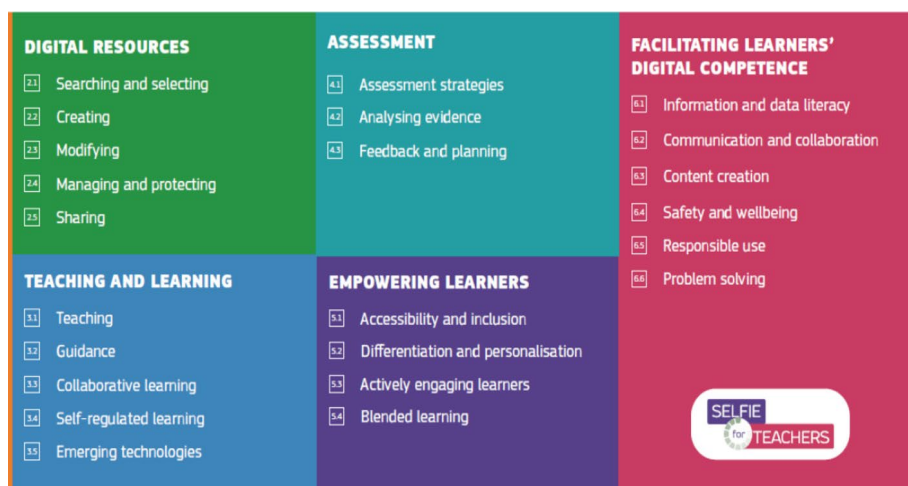 DIGITAL RESOURCES
2.1 Searching and selecting
2.2 Creating
2.3 Modifying
2.4 Managing and protecting
2.5 Sharing
ASSESSMENT
4.1 Assessment strategies
4.2 Analysing evidence
4.3 Feedback and planning
FACILITATING LEARNERS'
DIGITAL COMPETENCE
6.1 Information and data literacy
6.2 Communication and collaboration
6.3 Content creation
6.4 Safety and wellbeing
6.5 Responsible use
6.6 Problem solving
TEACHING AND LEARNING
3.1 Teaching
3.2 Guidance
3.3 Collaborative learning
3.4 Self-regulated learning
3.5 Emerging technologies
EMPOWERING LEARNERS
5.1 Accessibility and inclusion
5.2 Differentiation and personalisation
5.3 Actively engaging learners
5.4 Blended learning
SELFIE
for
TEACHERS